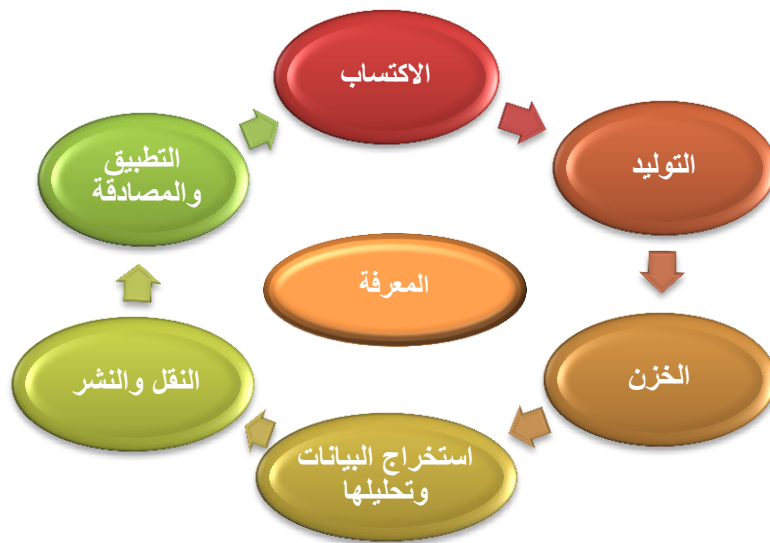 الاكتساب
التوليد
الخزن
استخراج البيانات
وتحليلها
النقل والنشر
التطبيق
والمصادقة
المعرفة